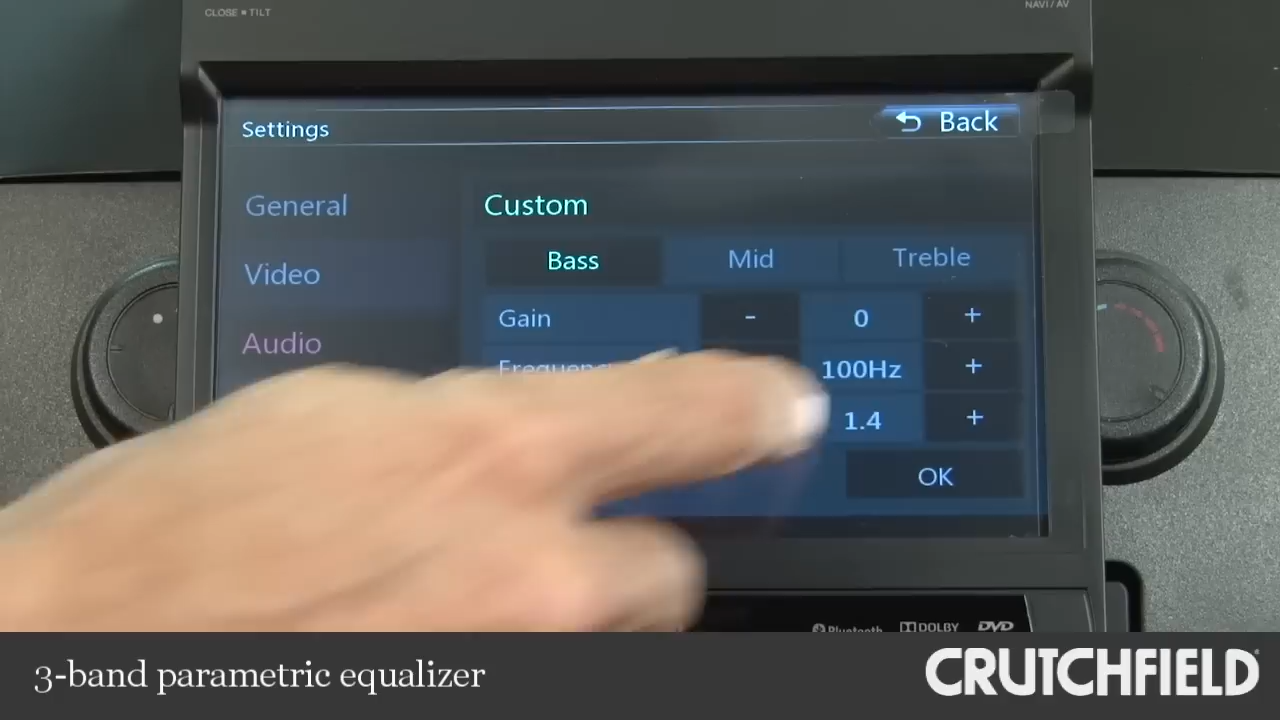 CLOSE ■ TILT
NAVI / AV
Settings
Back
General
Custom
Bass Mid Treble
Video
Gain - 0 +
Audio
100Hz +
1.4 +
OK
Bluetooth DOLBY DVD
3-band parametric equalizer
CRUTCHFIELD